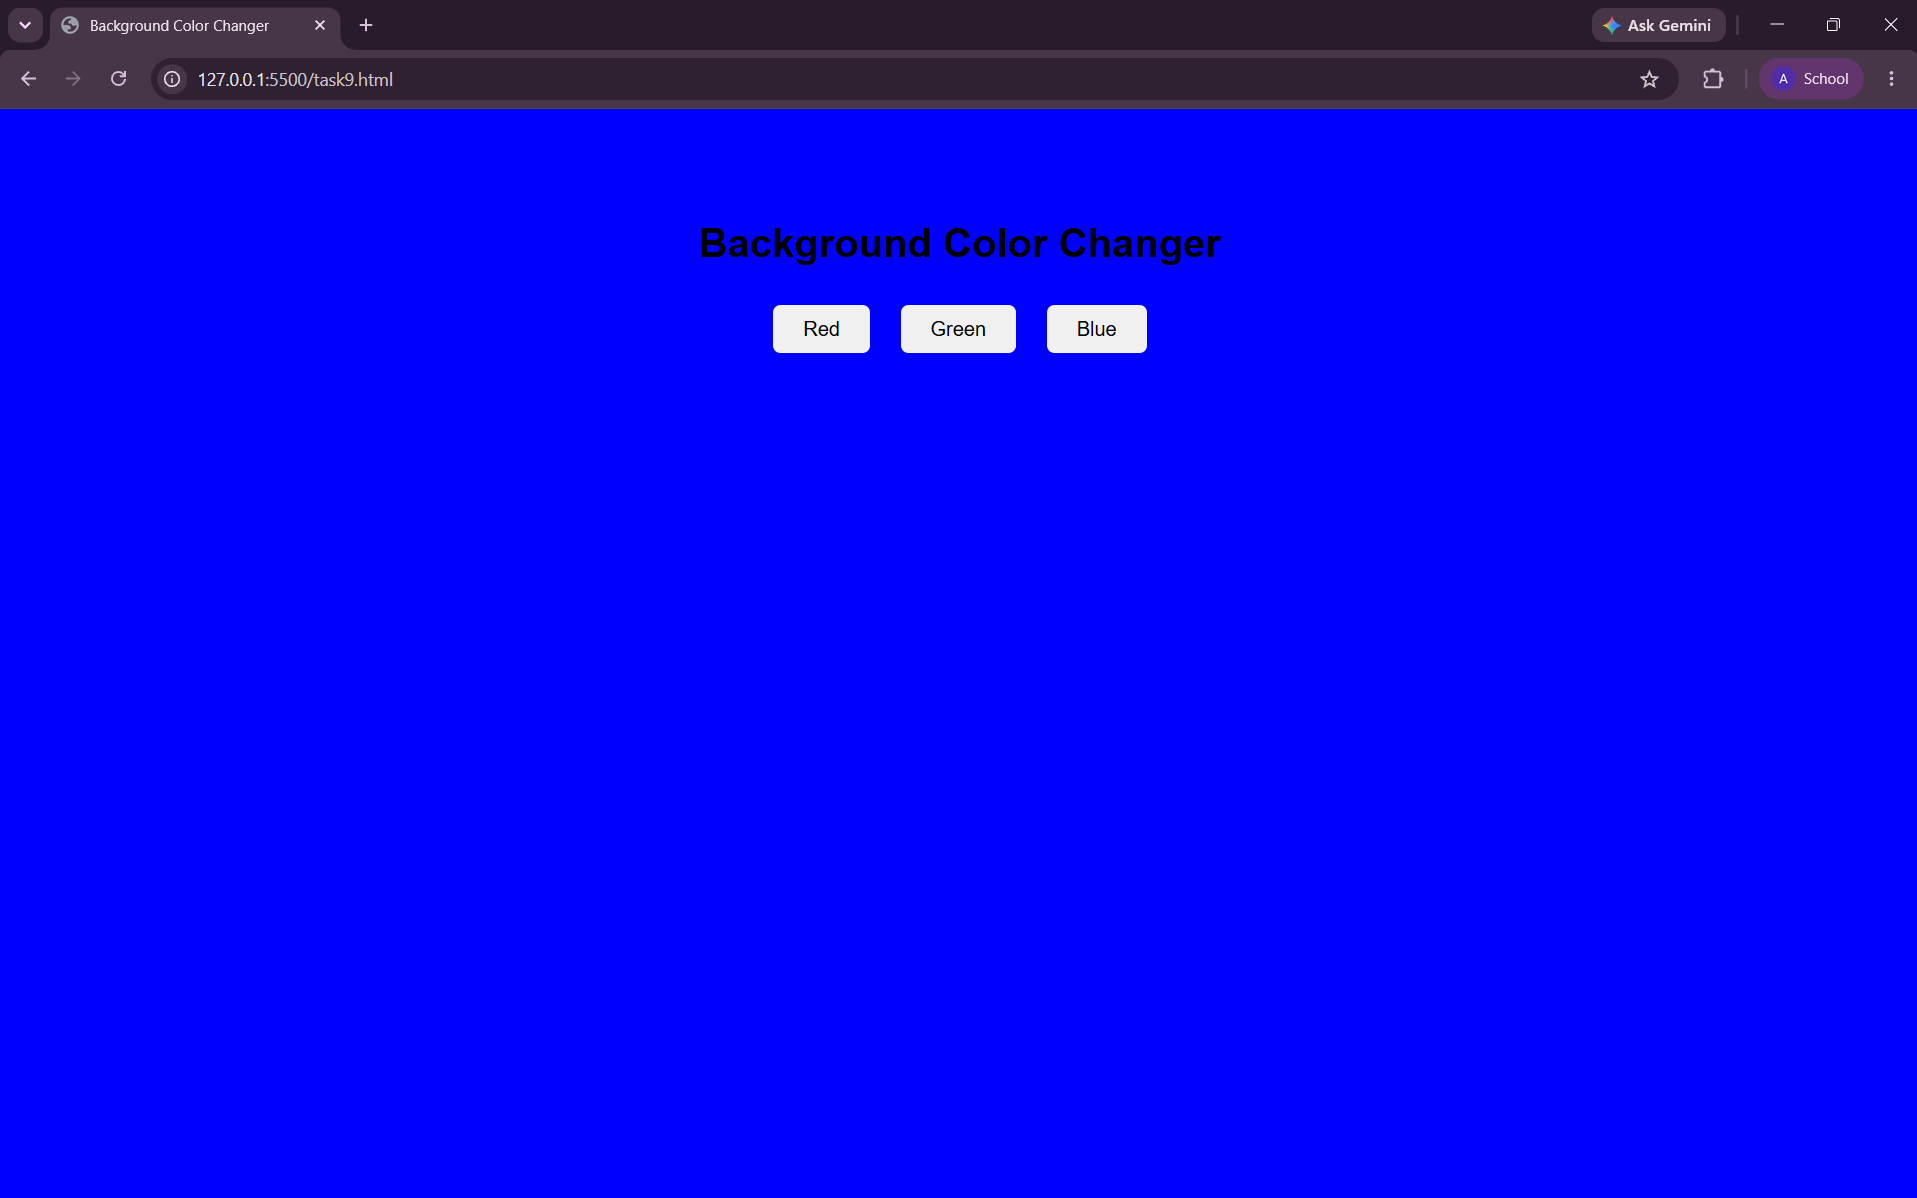 Background Color Changer
Ask Gemini
127.0.0.1:5500/task9.html
A School
Background Color Changer
Red Green Blue